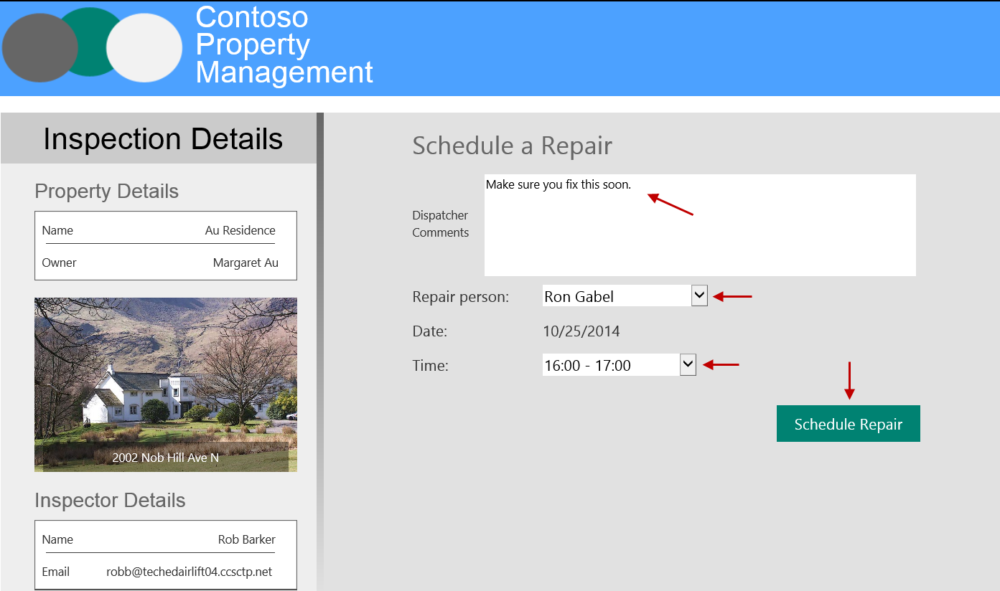 Contoso
Property
Management
Inspection Details
Property Details
Name Au Residence
Owner Margaret Au
2002 Nob Hill Ave N
Inspector Details
Name Rob Barker
Email robb@techedairlift04.ccsctp.net
Schedule a Repair
Dispatcher
Comments
Make sure you fix this soon.
Repair person: Ron Gabel
Date: 10/25/2014
Time: 16:00 - 17:00
Schedule Repair